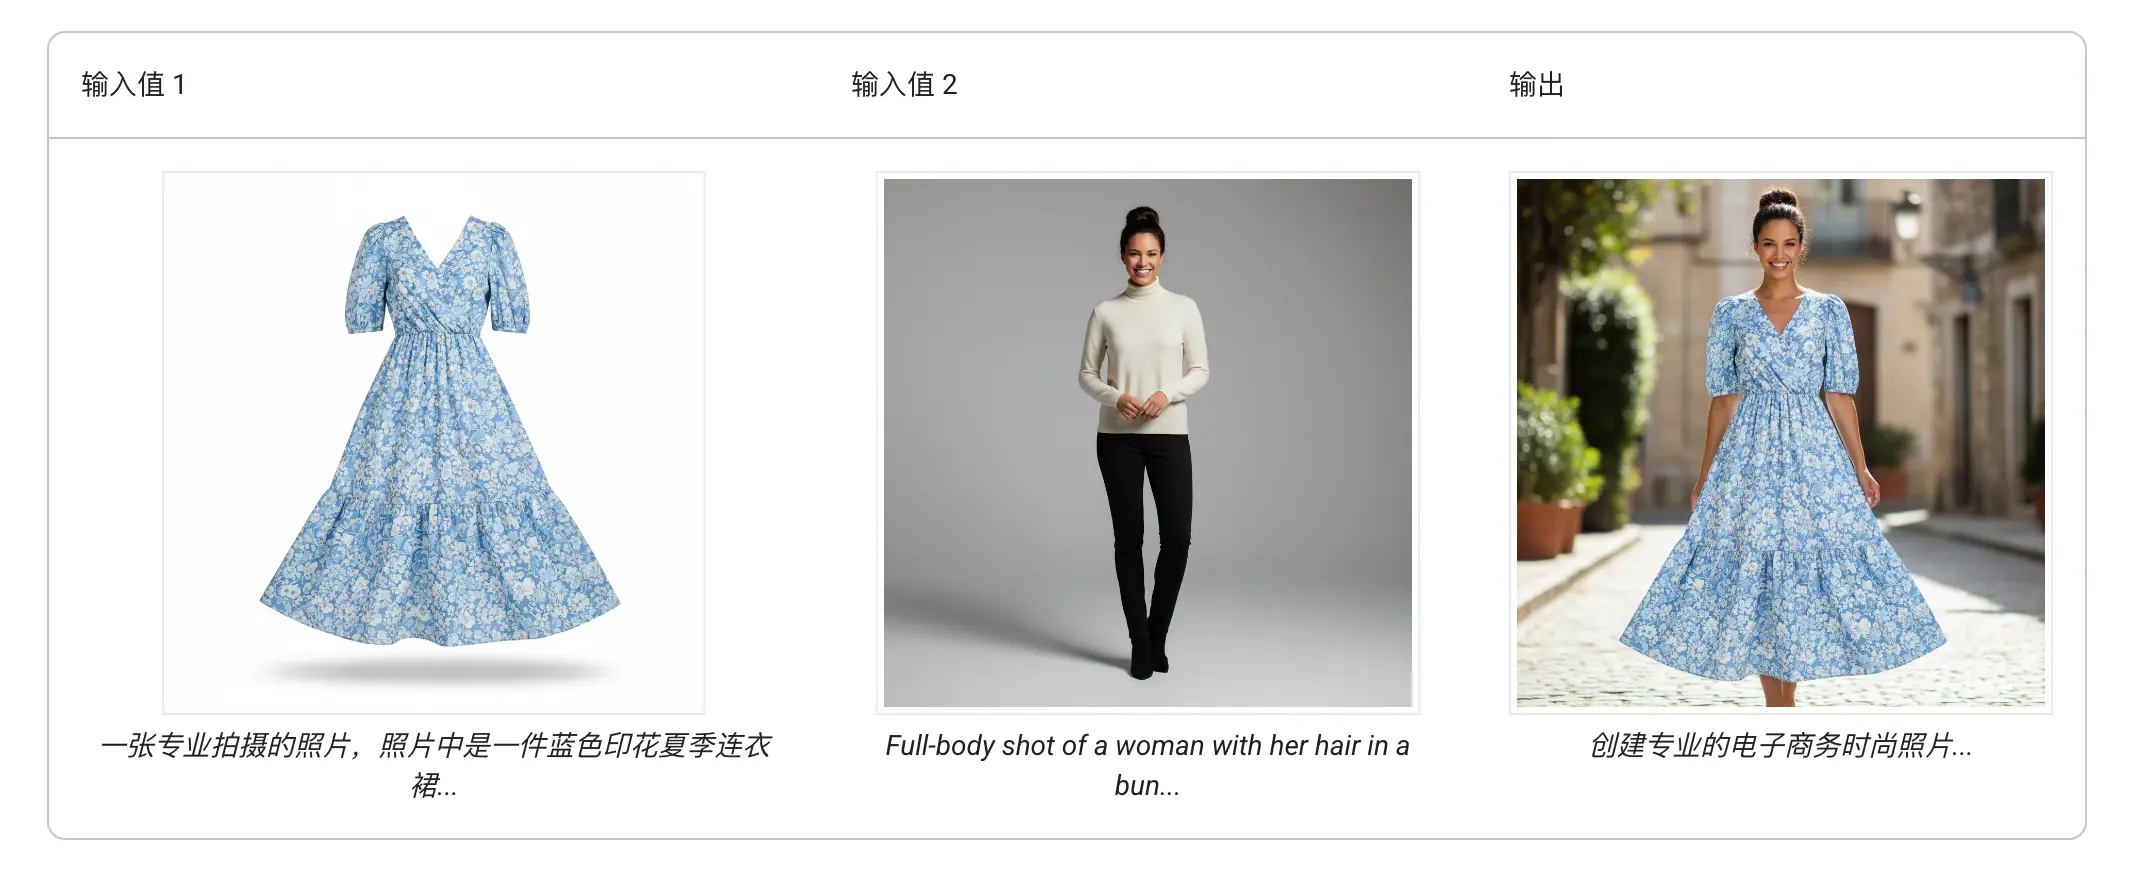 输入值 1
输入值 2
输出
一张专业拍摄的照片，照片中是一件蓝色印花夏季连衣
裙...
Full-body shot of a woman with her hair in a
bun...
创建专业的电子商务时尚照片...